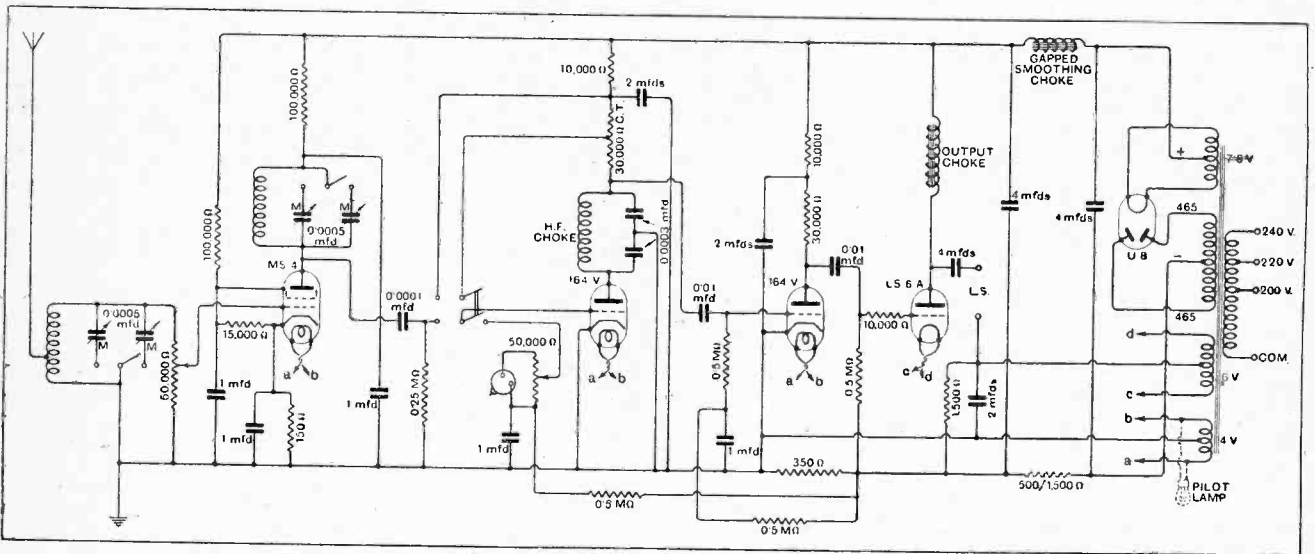 100,000 Ω
10,000 Ω
2 mfds
GAPPED
SMOOTHING
CHOKE
30,000 Ω C.T.
10,000 Ω
OUTPUT
CHOKE
+
7·8 V
100,000 Ω
M
M
0·0005
mfd
H.F.
CHOKE
0·0003 mfd
2 mfds
30,000 Ω
4 mfds
4 mfds
465
U 8
−
240 V.
220 V
200 V.
COM.
465
MS 4
164 V
0·01
mfd
164 V
0·01
mfd
LS 6 A
4 mfds
L.S.
0·0005
mfd
M
M
50,000 Ω
15,000 Ω
a
b
0·0001
mfd
50,000 Ω
a
b
a
b
10,000 Ω
c
d
d
c
b
a
4 V
1 mfd
1 mfd
150 Ω
1 mfd
0·25 MΩ
1 mfd
0·5 MΩ
1 mfd
0·5 MΩ
1,500 Ω
2 mfds
350 Ω
500/1,500 Ω
PILOT
LAMP
0·5 MΩ
0·5 MΩ